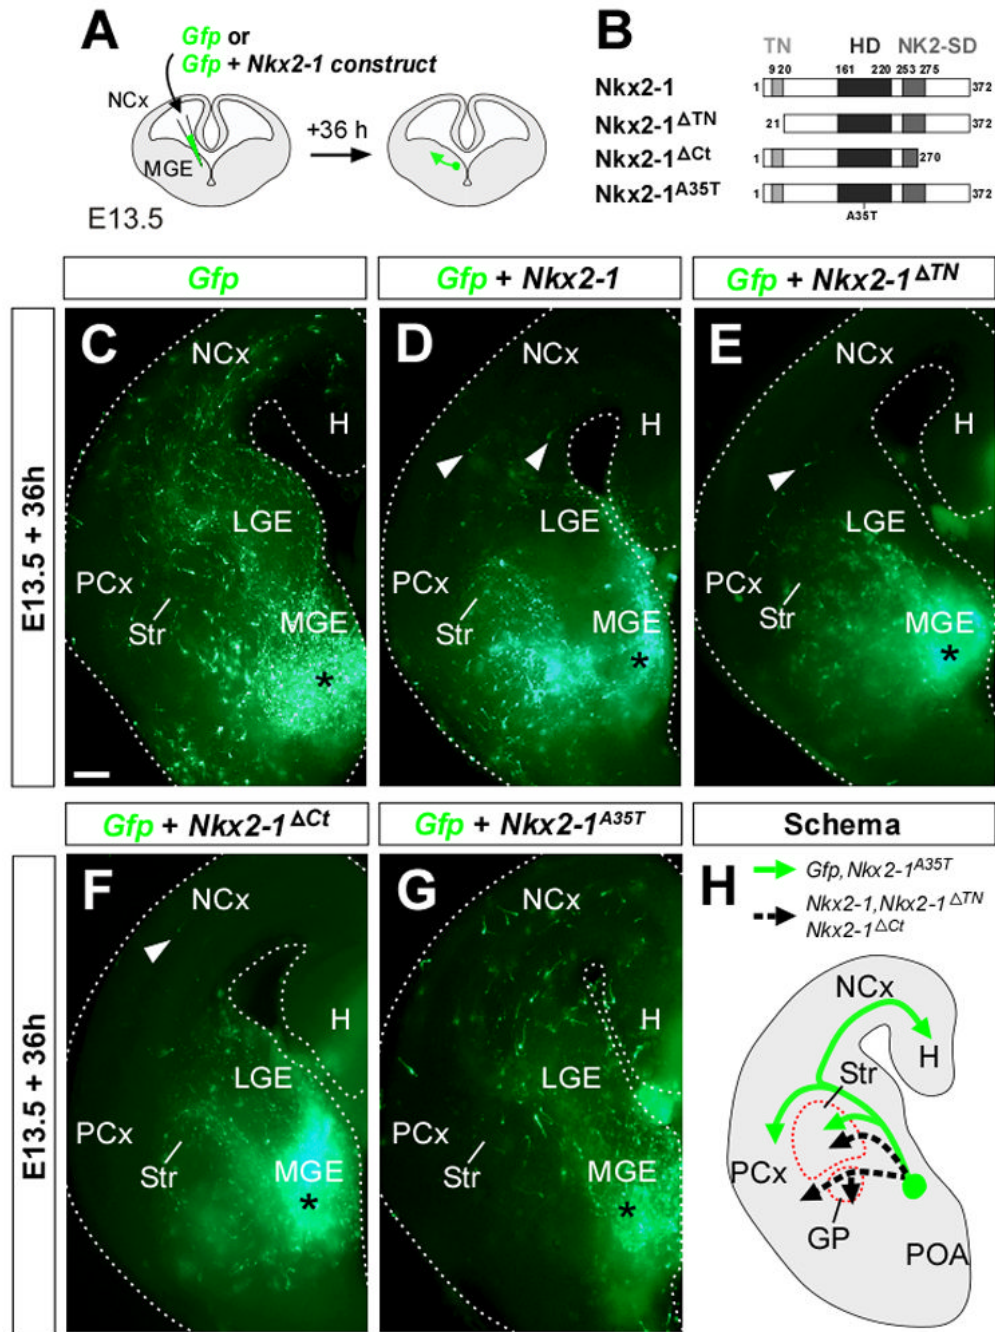 A
Gfp or
Gfp + Nkx2-1 construct
NCx
MGE
+36 h
E13.5
B
TN HD NK2-SD
9 20 161 220 253 275
Nkx2-1 1 372
Nkx2-1ΔTN 21 372
Nkx2-1ΔCt 1 270
Nkx2-1A35T 1 372
A35T
Gfp
Gfp + Nkx2-1
Gfp + Nkx2-1ΔTN
E13.5 + 36h
C
NCx
H
LGE
PCx
Str
MGE
*
D
NCx
H
LGE
PCx
Str
MGE
*
E
NCx
H
LGE
PCx
Str
MGE
*
Gfp + Nkx2-1ΔCt
Gfp + Nkx2-1A35T
Schema
E13.5 + 36h
F
NCx
H
LGE
PCx
Str
MGE
*
G
NCx
H
LGE
PCx
Str
MGE
*
H
Gfp, Nkx2-1A35T
Nkx2-1, Nkx2-1ΔTN
Nkx2-1ΔCt
NCx
H
Str
PCx
GP
POA